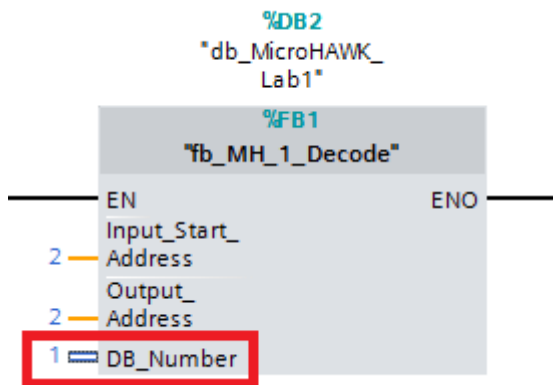 %DB2
"db_MicroHAWK_
Lab1"
%FB1
"fb_MH_1_Decode"
EN ENO
Input_Start_
2 Address
Output_
2 Address
1 DB_Number